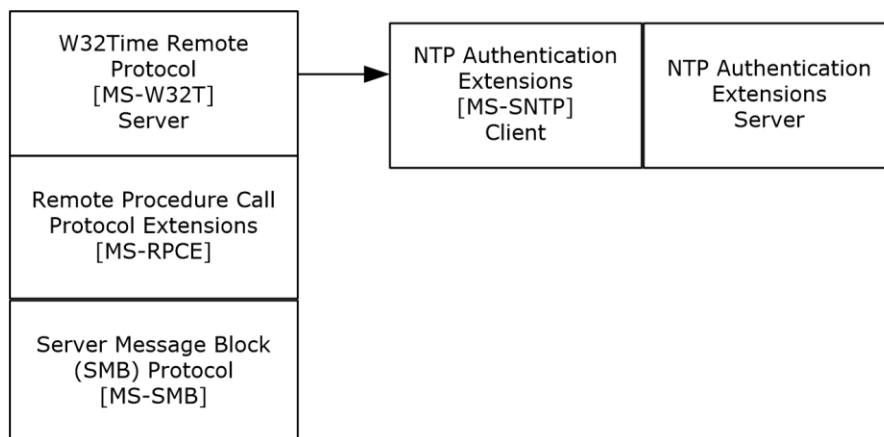 W32Time Remote
Protocol
[MS-W32T]
Server
NTP Authentication
Extensions
[MS-SNTP]
Client
NTP Authentication
Extensions
Server
Remote Procedure Call
Protocol Extensions
[MS-RPCE]
Server Message Block
(SMB) Protocol
[MS-SMB]